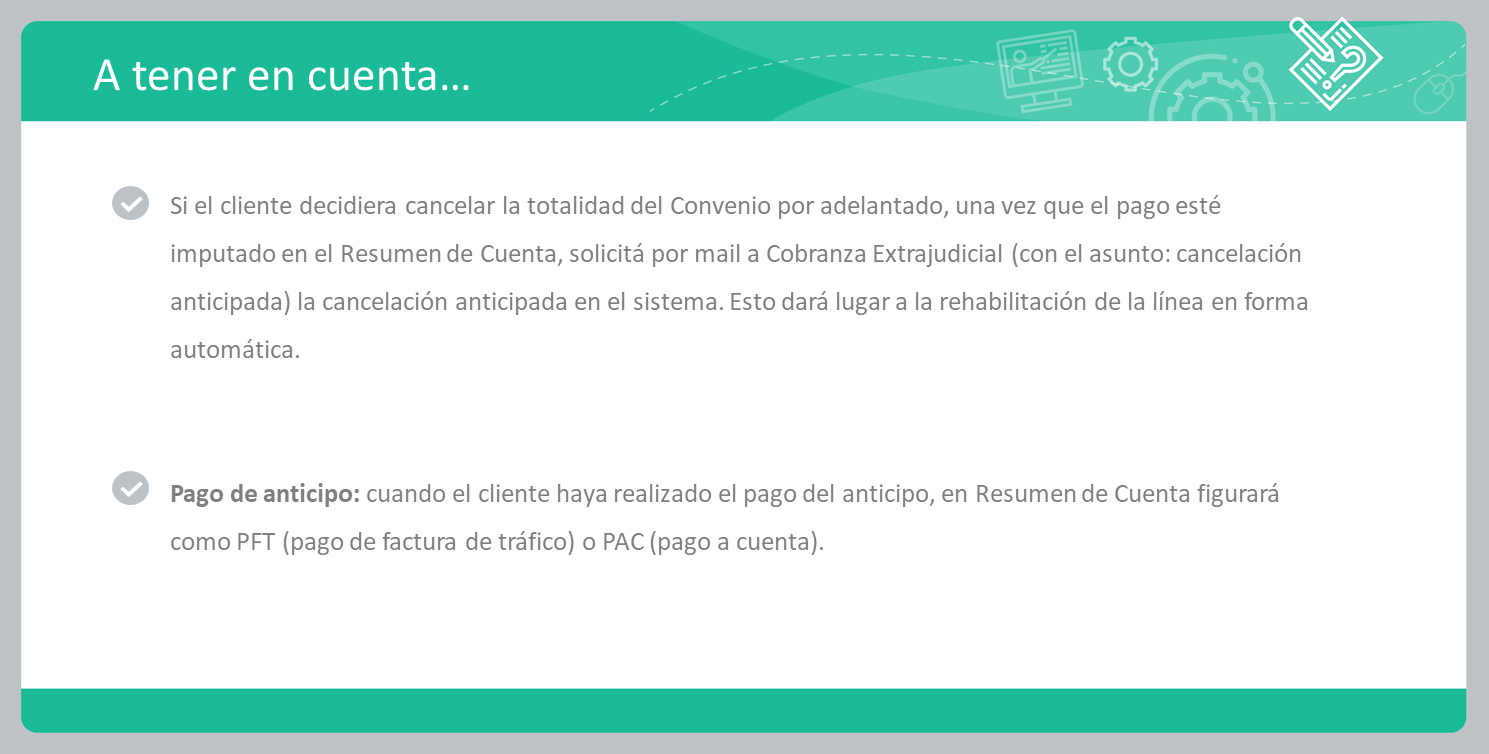 A tener en cuenta...
Si el cliente decidiera cancelar la totalidad del Convenio por adelantado, una vez que el pago esté
imputado en el Resumen de Cuenta, solicitá por mail a Cobranza Extrajudicial (con el asunto: cancelación
anticipada) la cancelación anticipada en el sistema. Esto dará lugar a la rehabilitación de la línea en forma
automática.
Pago de anticipo: cuando el cliente haya realizado el pago del anticipo, en Resumen de Cuenta figurará
como PFT (pago de factura de tráfico) o PAC (pago a cuenta).